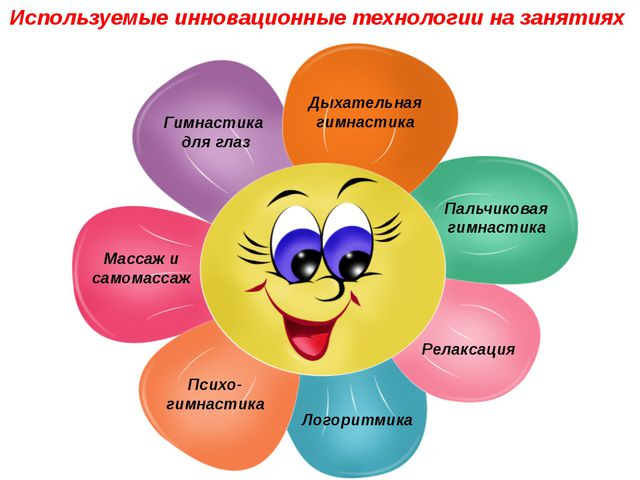 Используемые инновационные технологии на занятиях
Гимнастика
для глаз
Дыхательная
гимнастика
Пальчиковая
гимнастика
Релаксация
Логоритмика
Психо-
гимнастика
Массаж и
самомассаж